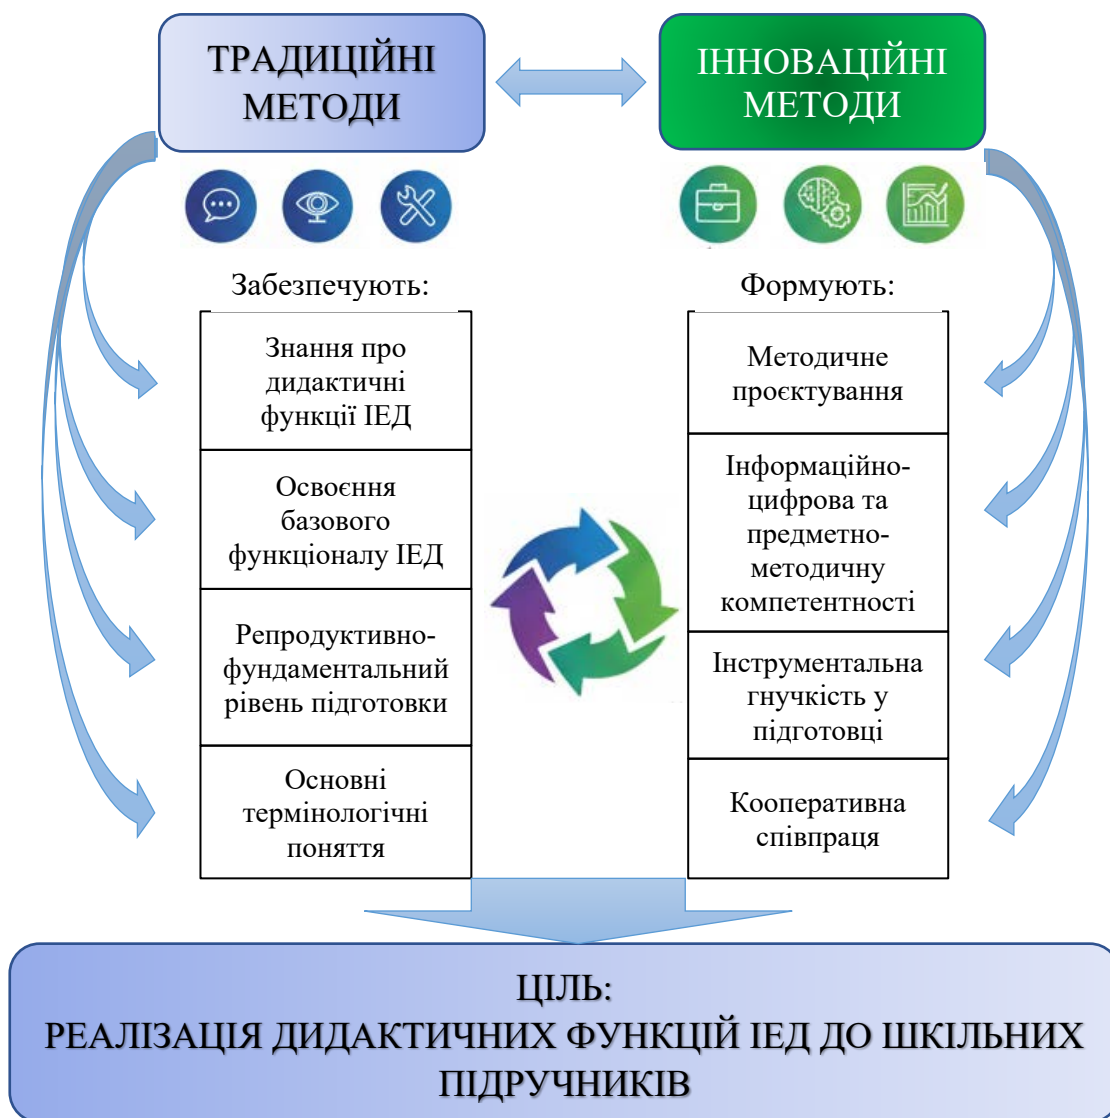 ТРАДИЦІЙНІ
МЕТОДИ
ІННОВАЦІЙНІ
МЕТОДИ
Забезпечують:
Знання про
дидактичні
функції ІЕД
Освоєння
базового
функціоналу ІЕД
Репродуктивно-
фундаментальний
рівень підготовки
Основні
термінологічні
поняття
Формують:
Методичне
проєктування
Інформаційно-
цифрова та
предметно-
методичну
компетентності
Інструментальна
гнучкість у
підготовці
Кооперативна
співпраця
ЦІЛЬ:
РЕАЛІЗАЦІЯ ДИДАКТИЧНИХ ФУНКЦІЙ ІЕД ДО ШКІЛЬНИХ
ПІДРУЧНИКІВ